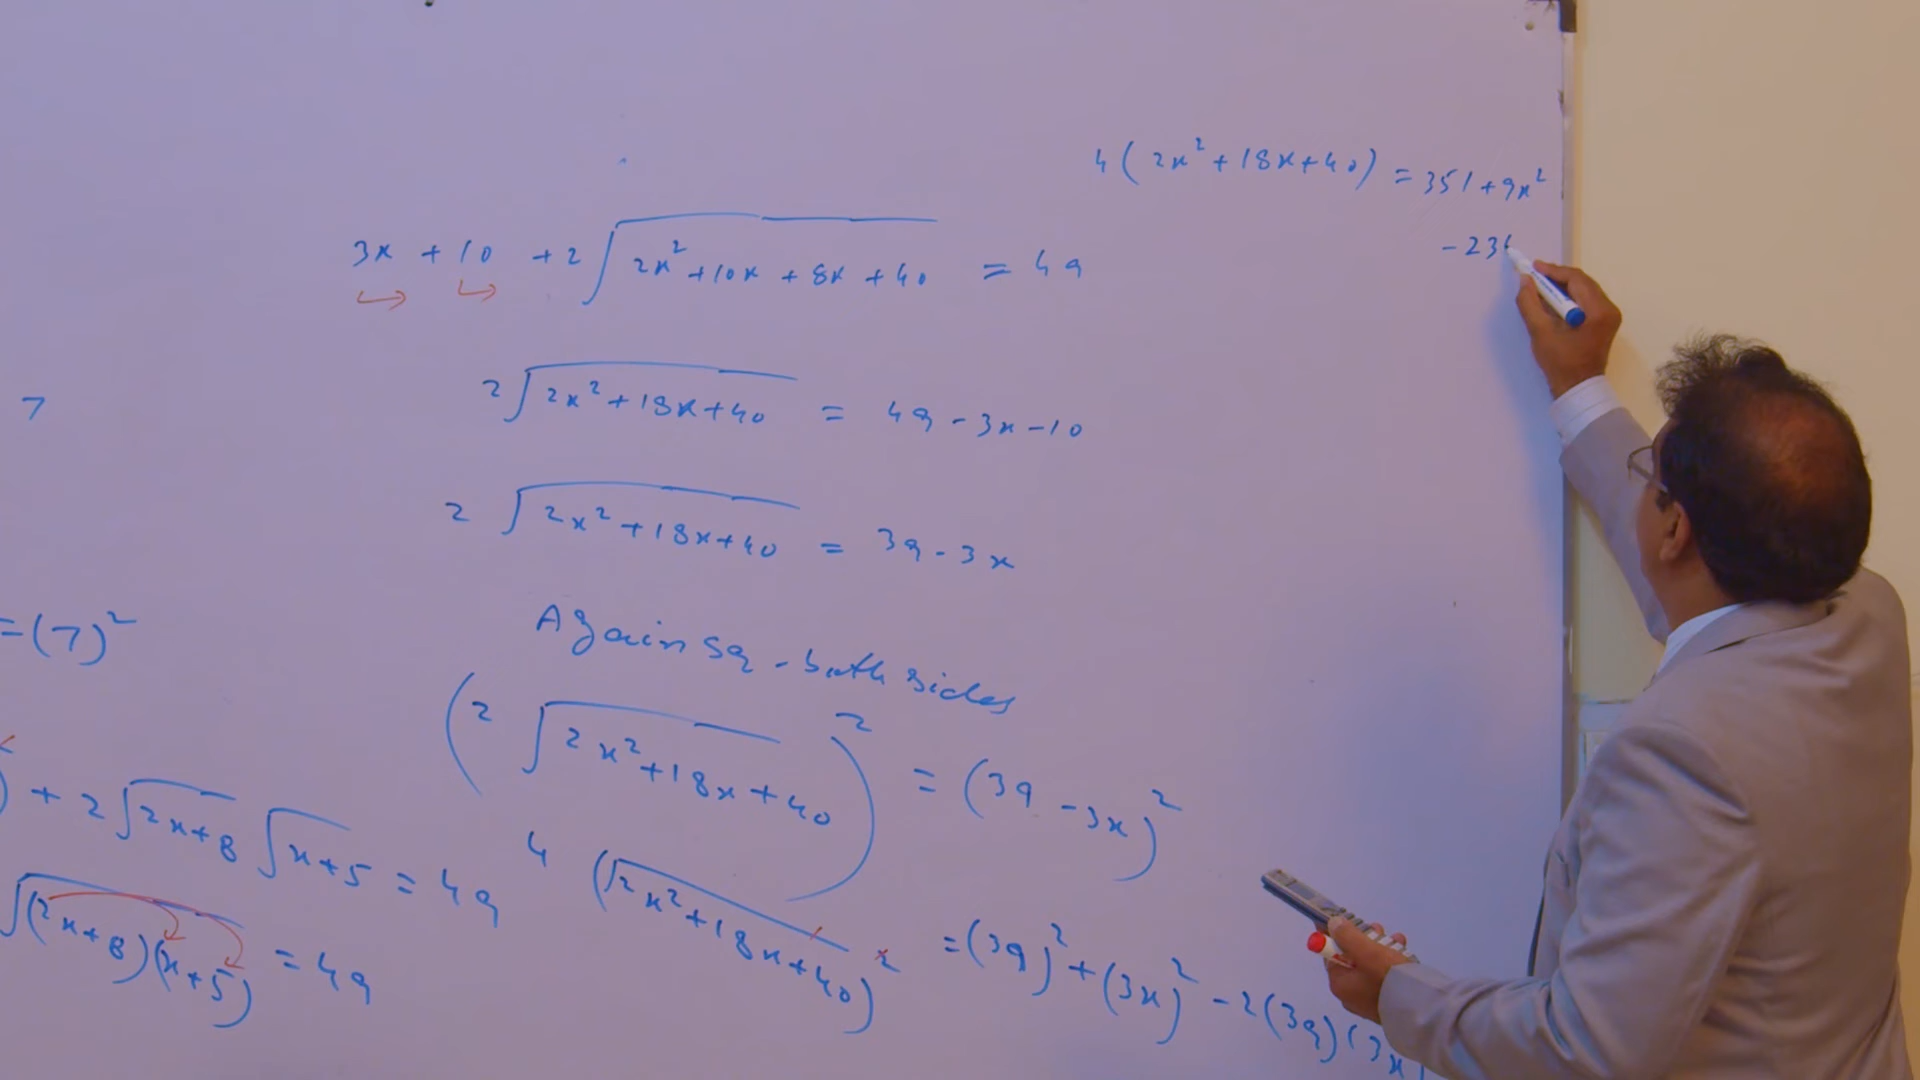 7
=(7)²
) + 2√2x+8 √x+5 = 49
√(2x+8)(x+5) = 49
3x + 10 + 2√2x²+10x+8x+40 = 49
2√2x²+18x+40 = 49-3x-10
2√2x²+18x+40 = 39-3x
Again sq. both sides
(2√2x²+18x+40)² = (39-3x)²
4(√2x²+18x+40)² = (39)²+(3x)²-2(39)(3x)
4(2x²+18x+40) = 351+9x²
-23